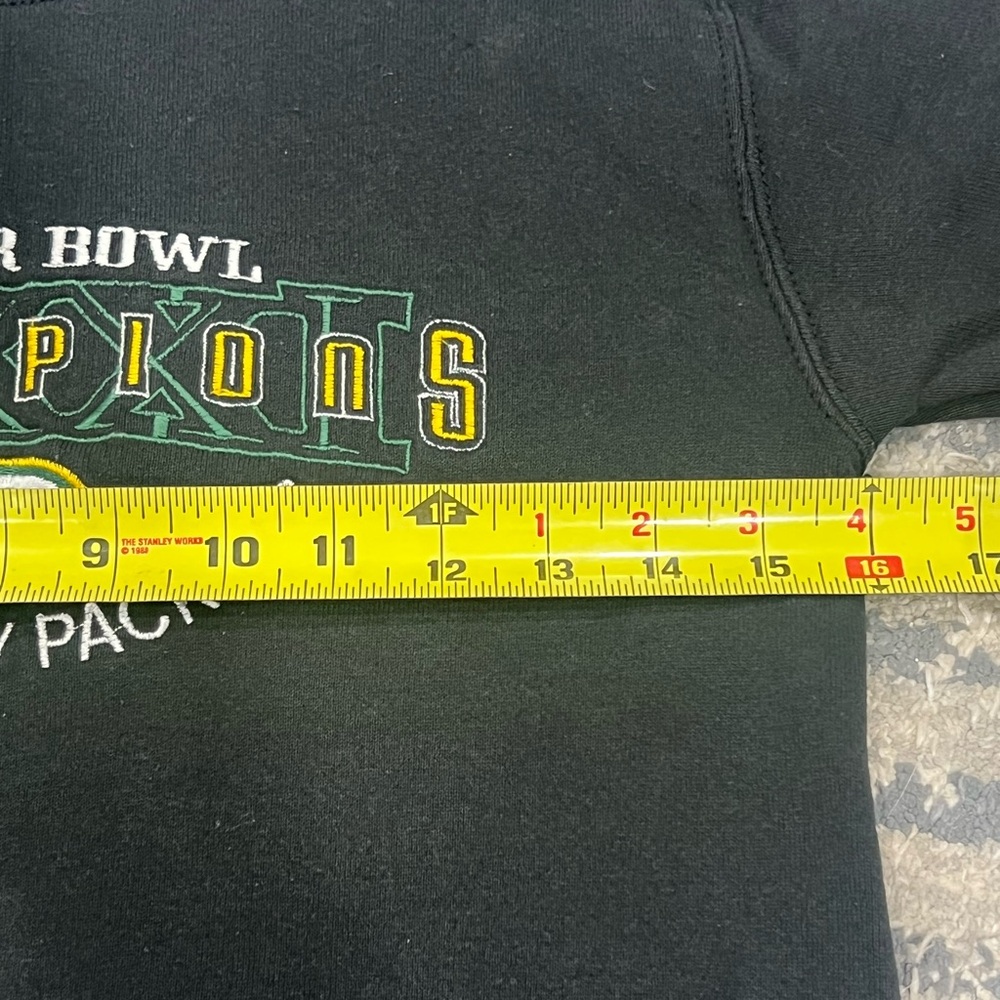 R BOWL
XXXI
PIONS
1F 1 2 3 4 5
9 THE STANLEY WORKS 10 11 12 13 14 15 16 17
© 1988
Y PACK